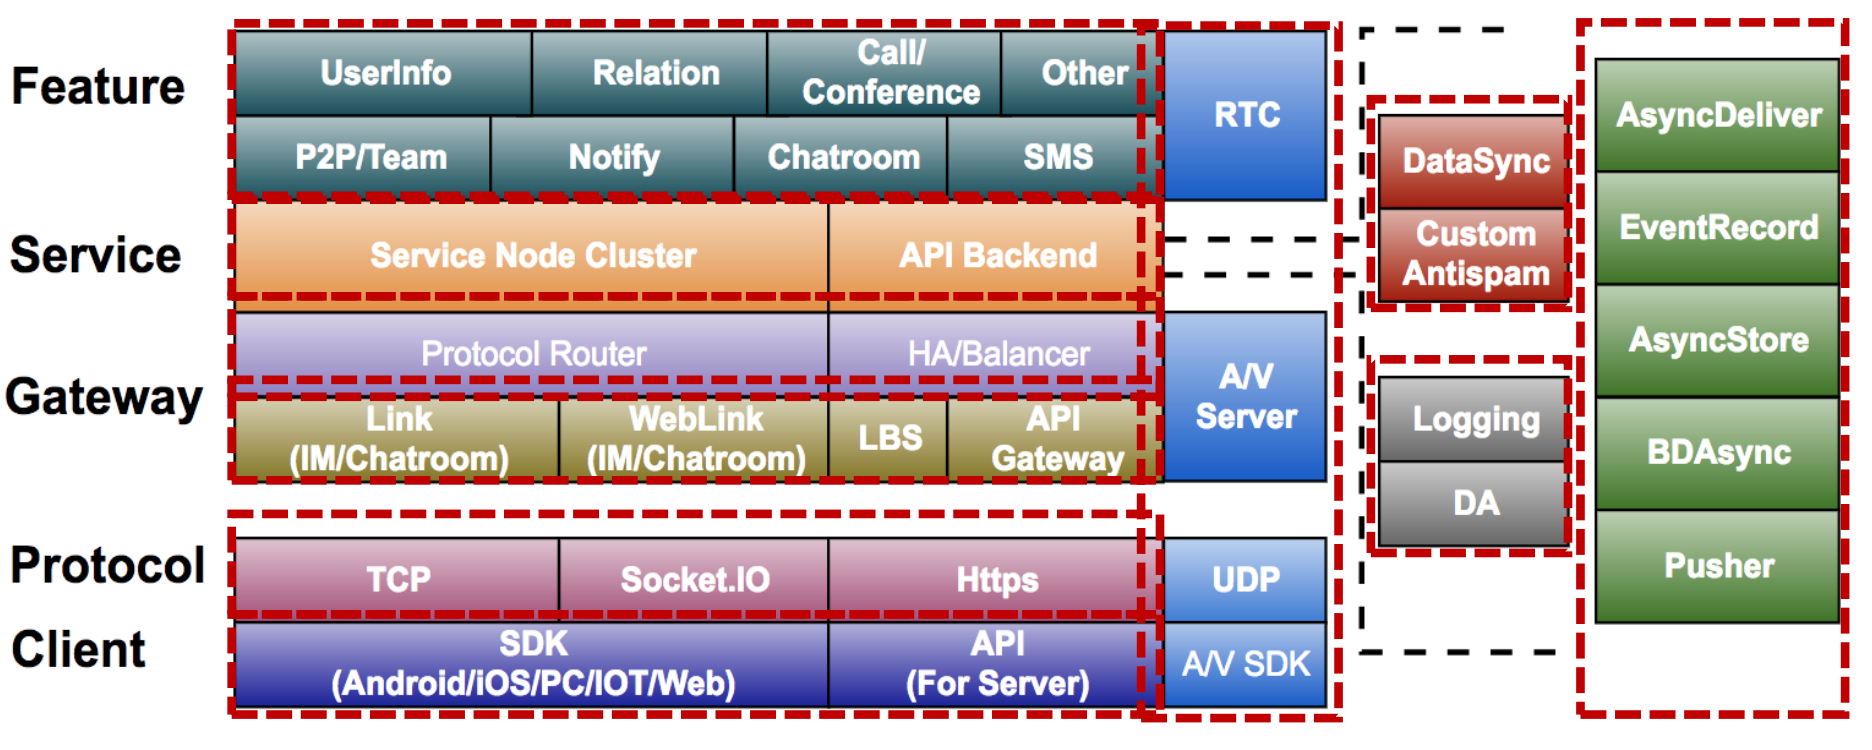 Feature
UserInfo
Relation
Call/
Conference
Other
P2P/Team
Notify
Chatroom
SMS
RTC
Service
Service Node Cluster
API Backend
Gateway
Protocol Router
HA/Balancer
Link
(IM/Chatroom)
WebLink
(IM/Chatroom)
LBS
API
Gateway
A/V
Server
Protocol
TCP
Socket.IO
Https
UDP
Client
SDK
(Android/iOS/PC/IOT/Web)
API
(For Server)
A/V SDK
DataSync
Custom
Antispam
Logging
DA
AsyncDeliver
EventRecord
AsyncStore
BDAsync
Pusher